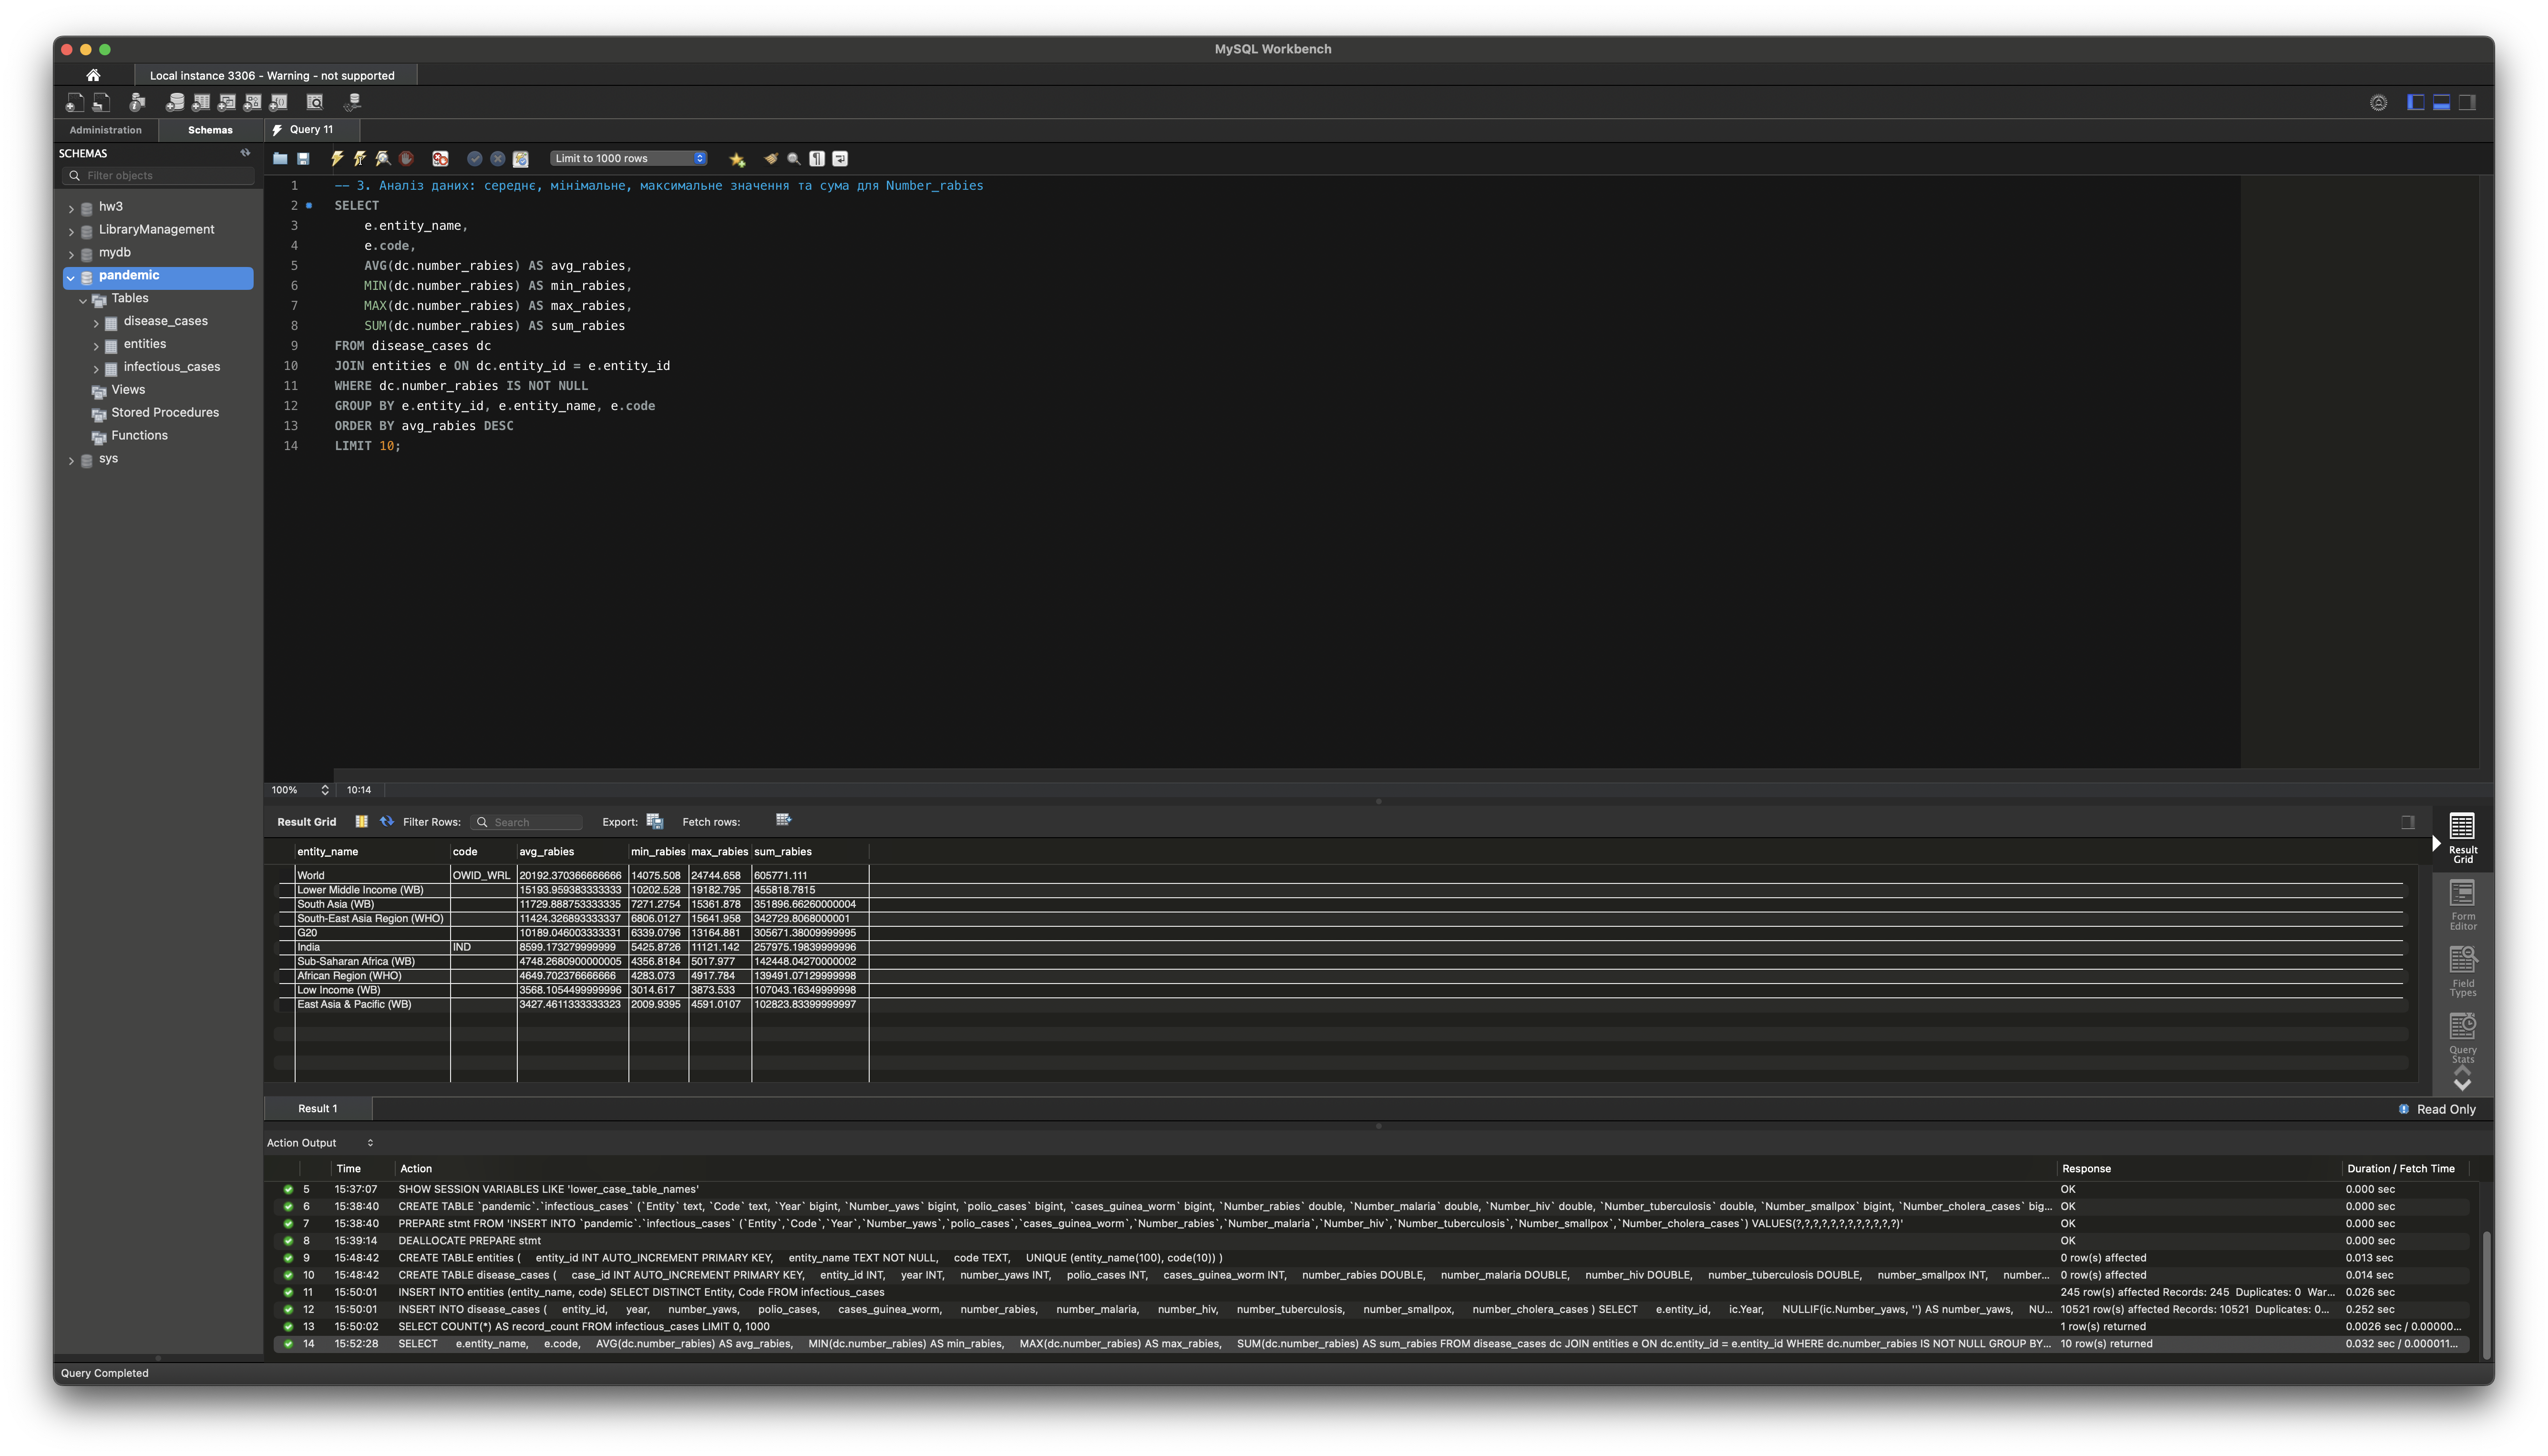 MySQL Workbench
Local instance 3306 - Warning - not supported
Administration
Schemas
Query 11
SCHEMAS
Filter objects
hw3
LibraryManagement
mydb
pandemic
Tables
disease_cases
entities
infectious_cases
Views
Stored Procedures
Functions
sys
Limit to 1000 rows
1 -- 3. Аналіз даних: середнє, мінімальне, максимальне значення та сума для Number_rabies
2 SELECT
3 e.entity_name,
4 e.code,
5 AVG(dc.number_rabies) AS avg_rabies,
6 MIN(dc.number_rabies) AS min_rabies,
7 MAX(dc.number_rabies) AS max_rabies,
8 SUM(dc.number_rabies) AS sum_rabies
9 FROM disease_cases dc
10 JOIN entities e ON dc.entity_id = e.entity_id
11 WHERE dc.number_rabies IS NOT NULL
12 GROUP BY e.entity_id, e.entity_name, e.code
13 ORDER BY avg_rabies DESC
14 LIMIT 10;
100% 10:14
Result Grid Filter Rows: Search Export: Fetch rows:
entity_name code avg_rabies min_rabies max_rabies sum_rabies
World OWID_WRL 20192.370366666666 14075.508 24744.658 605771.111
Lower Middle Income (WB) 15193.959383333333 10202.528 19182.795 455818.7815
South Asia (WB) 11729.888753333335 7271.2754 15361.878 351896.66260000004
South-East Asia Region (WHO) 11424.326893333337 6806.0127 15641.958 342729.8068000001
G20 10189.046003333331 6339.0796 13164.881 305671.38009999995
India IND 8599.173279999999 5425.8726 11121.142 257975.19839999996
Sub-Saharan Africa (WB) 4748.2680900000005 4356.8184 5017.977 142448.04270000002
African Region (WHO) 4649.702376666666 4283.073 4917.784 139491.07129999998
Low Income (WB) 3568.1054499999996 3014.617 3873.533 107043.16349999998
East Asia & Pacific (WB) 3427.4611333333323 2009.9395 4591.0107 102823.83399999997
Result Grid
Form Editor
Field Types
Query Stats
Result 1
Read Only
Action Output
Time Action Response Duration / Fetch Time
5 15:37:07 SHOW SESSION VARIABLES LIKE 'lower_case_table_names' OK 0.000 sec
6 15:38:40 CREATE TABLE `pandemic`.`infectious_cases` (`Entity` text, `Code` text, `Year` bigint, `Number_yaws` bigint, `polio_cases` bigint, `cases_guinea_worm` bigint, `Number_rabies` double, `Number_malaria` double, `Number_hiv` double, `Number_tuberculosis` double, `Number_smallpox` bigint, `Number_cholera_cases` big... OK 0.000 sec
7 15:38:40 PREPARE stmt FROM 'INSERT INTO `pandemic`.`infectious_cases` (`Entity`,`Code`,`Year`,`Number_yaws`,`polio_cases`,`cases_guinea_worm`,`Number_rabies`,`Number_malaria`,`Number_hiv`,`Number_tuberculosis`,`Number_smallpox`,`Number_cholera_cases`) VALUES(?,?,?,?,?,?,?,?,?,?,?,?)' OK 0.000 sec
8 15:39:14 DEALLOCATE PREPARE stmt OK 0.000 sec
9 15:48:42 CREATE TABLE entities ( entity_id INT AUTO_INCREMENT PRIMARY KEY, entity_name TEXT NOT NULL, code TEXT, UNIQUE (entity_name(100), code(10)) ) 0 row(s) affected 0.013 sec
10 15:48:42 CREATE TABLE disease_cases ( case_id INT AUTO_INCREMENT PRIMARY KEY, entity_id INT, year INT, number_yaws INT, polio_cases INT, cases_guinea_worm INT, number_rabies DOUBLE, number_malaria DOUBLE, number_hiv DOUBLE, number_tuberculosis DOUBLE, number_smallpox INT, number... 0 row(s) affected 0.014 sec
11 15:50:01 INSERT INTO entities (entity_name, code) SELECT DISTINCT Entity, Code FROM infectious_cases 245 row(s) affected Records: 245 Duplicates: 0 War... 0.026 sec
12 15:50:01 INSERT INTO disease_cases ( entity_id, year, number_yaws, polio_cases, cases_guinea_worm, number_rabies, number_malaria, number_hiv, number_tuberculosis, number_smallpox, number_cholera_cases ) SELECT e.entity_id, ic.Year, NULLIF(ic.Number_yaws, '') AS number_yaws, NU... 10521 row(s) affected Records: 10521 Duplicates: 0... 0.252 sec
13 15:50:02 SELECT COUNT(*) AS record_count FROM infectious_cases LIMIT 0, 1000 1 row(s) returned 0.0026 sec / 0.00000...
14 15:52:28 SELECT e.entity_name, e.code, AVG(dc.number_rabies) AS avg_rabies, MIN(dc.number_rabies) AS min_rabies, MAX(dc.number_rabies) AS max_rabies, SUM(dc.number_rabies) AS sum_rabies FROM disease_cases dc JOIN entities e ON dc.entity_id = e.entity_id WHERE dc.number_rabies IS NOT NULL GROUP BY... 10 row(s) returned 0.032 sec / 0.000011...
Query Completed